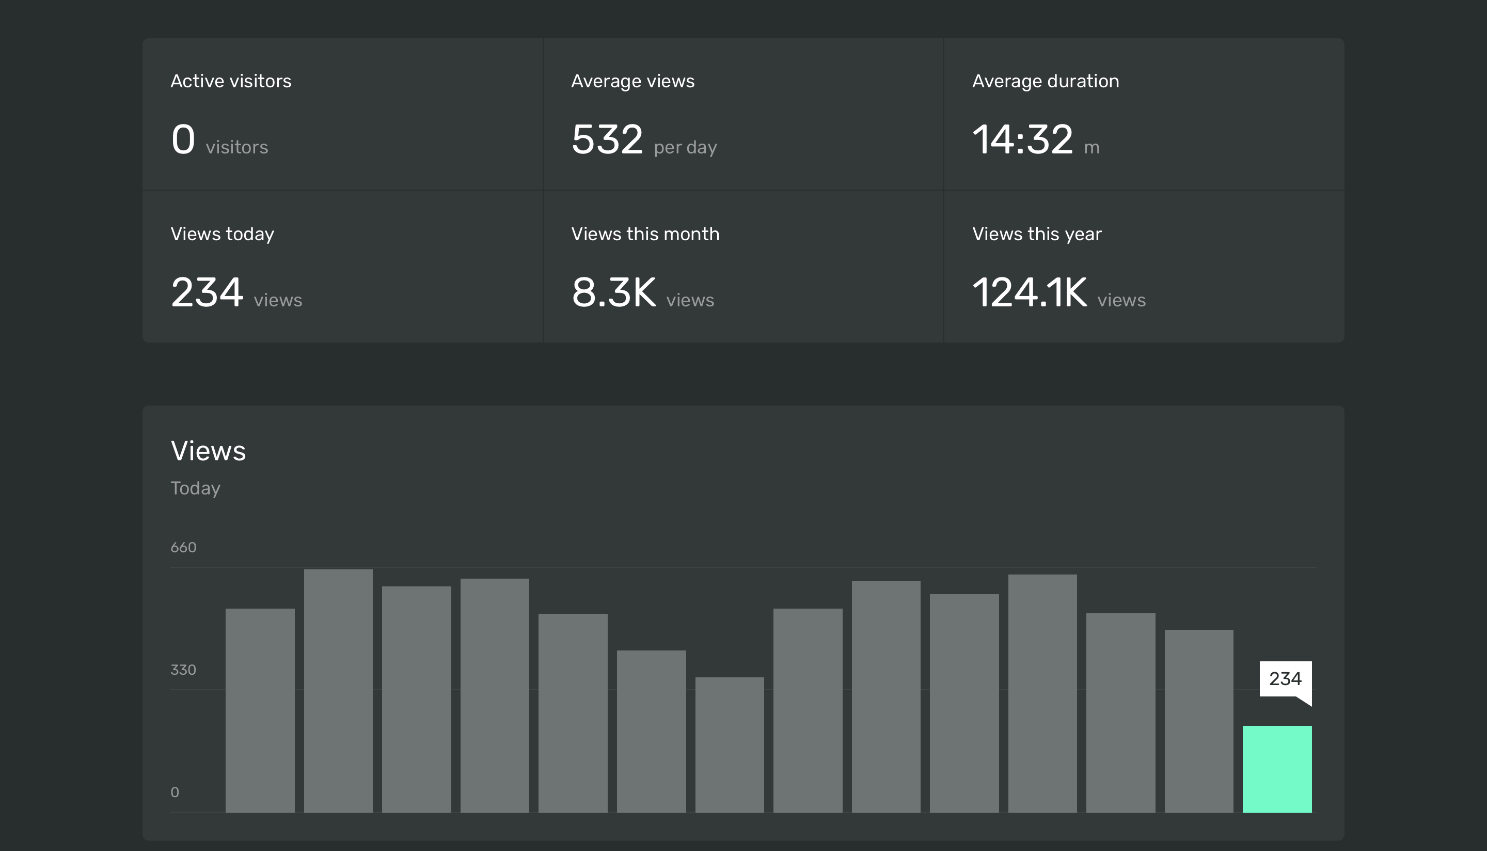 Active visitors
0 visitors
Average views
532 per day
Average duration
14:32 m
Views today
234 views
Views this month
8.3K views
Views this year
124.1K views
Views
Today
660
330
0
234